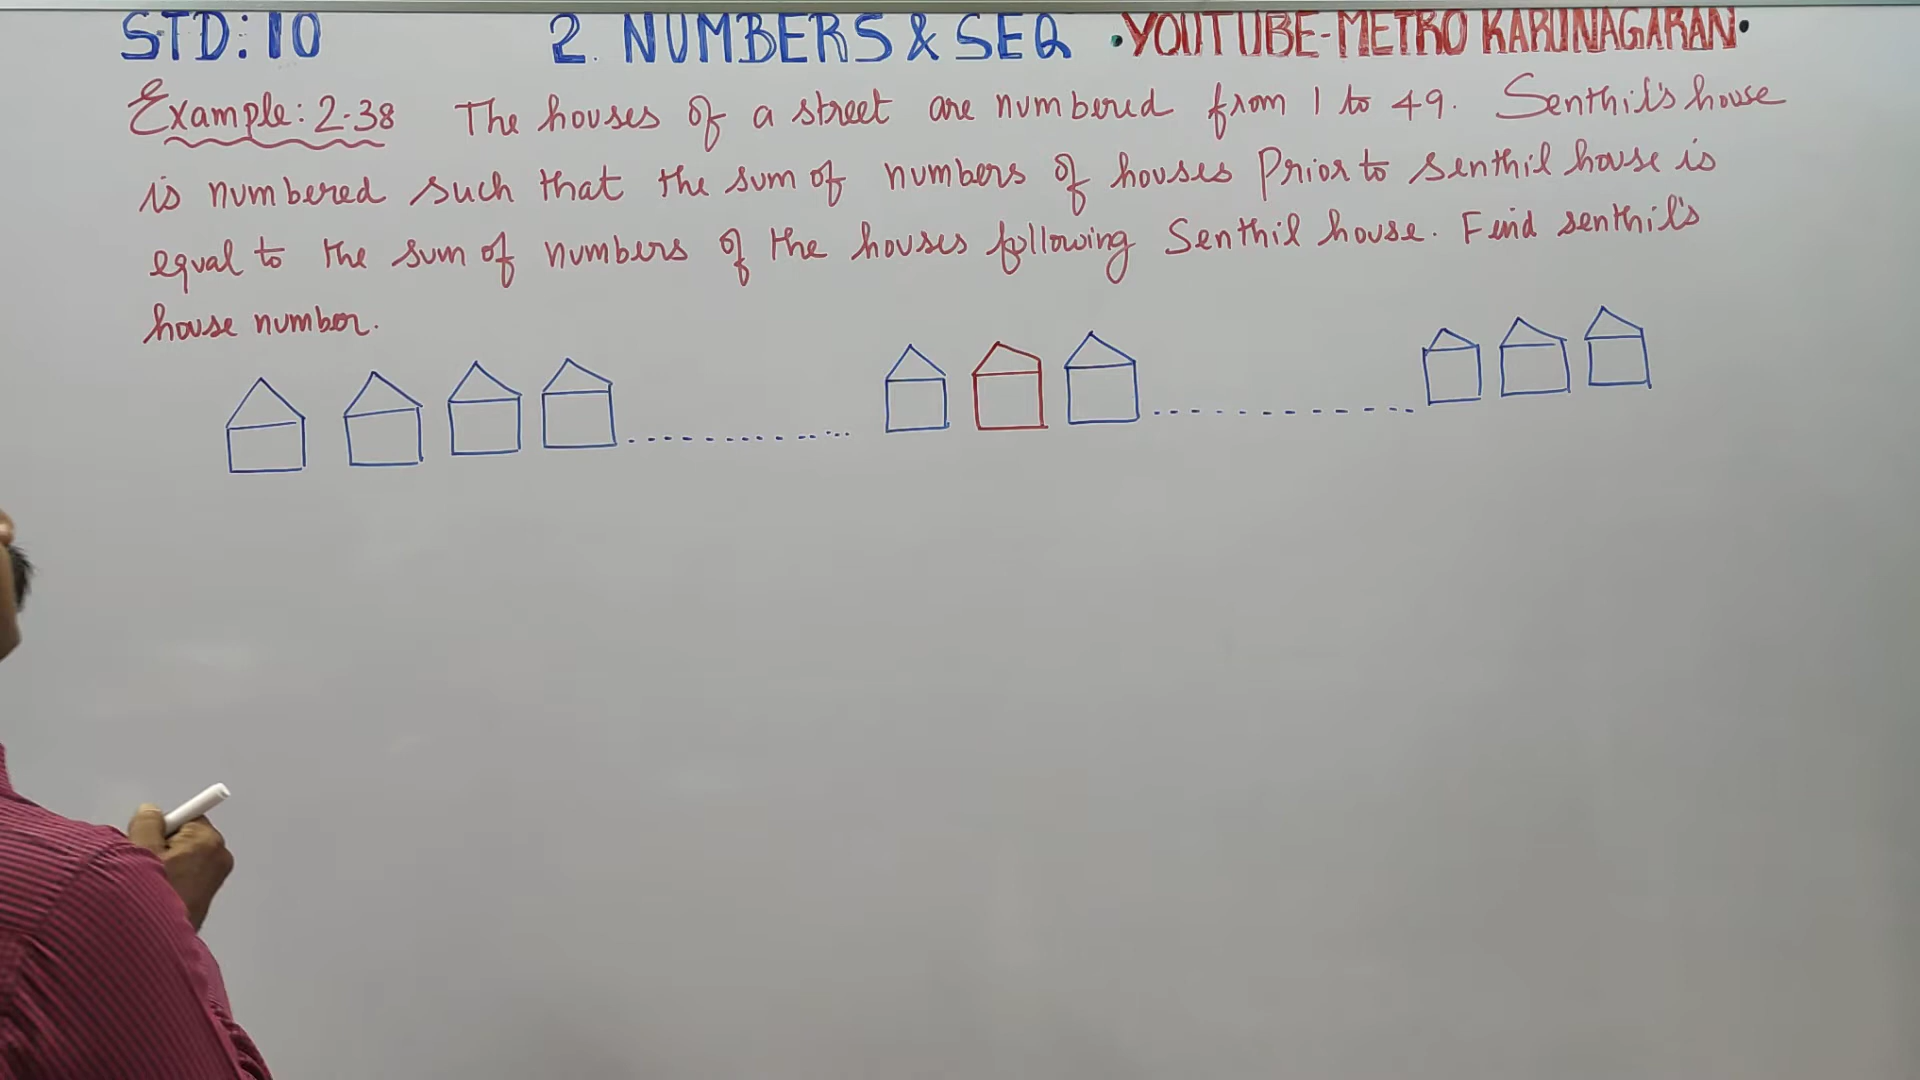 STD: 10 2. NUMBERS & SEQ •YOUTUBE-METRO KARUNAGARAN•
Example: 2.38 The houses of a street are numbered from 1 to 49. Senthil's house
is numbered such that the sum of numbers of houses Prior to senthil house is
equal to the sum of numbers of the houses following Senthil house. Find senthil's
house number.